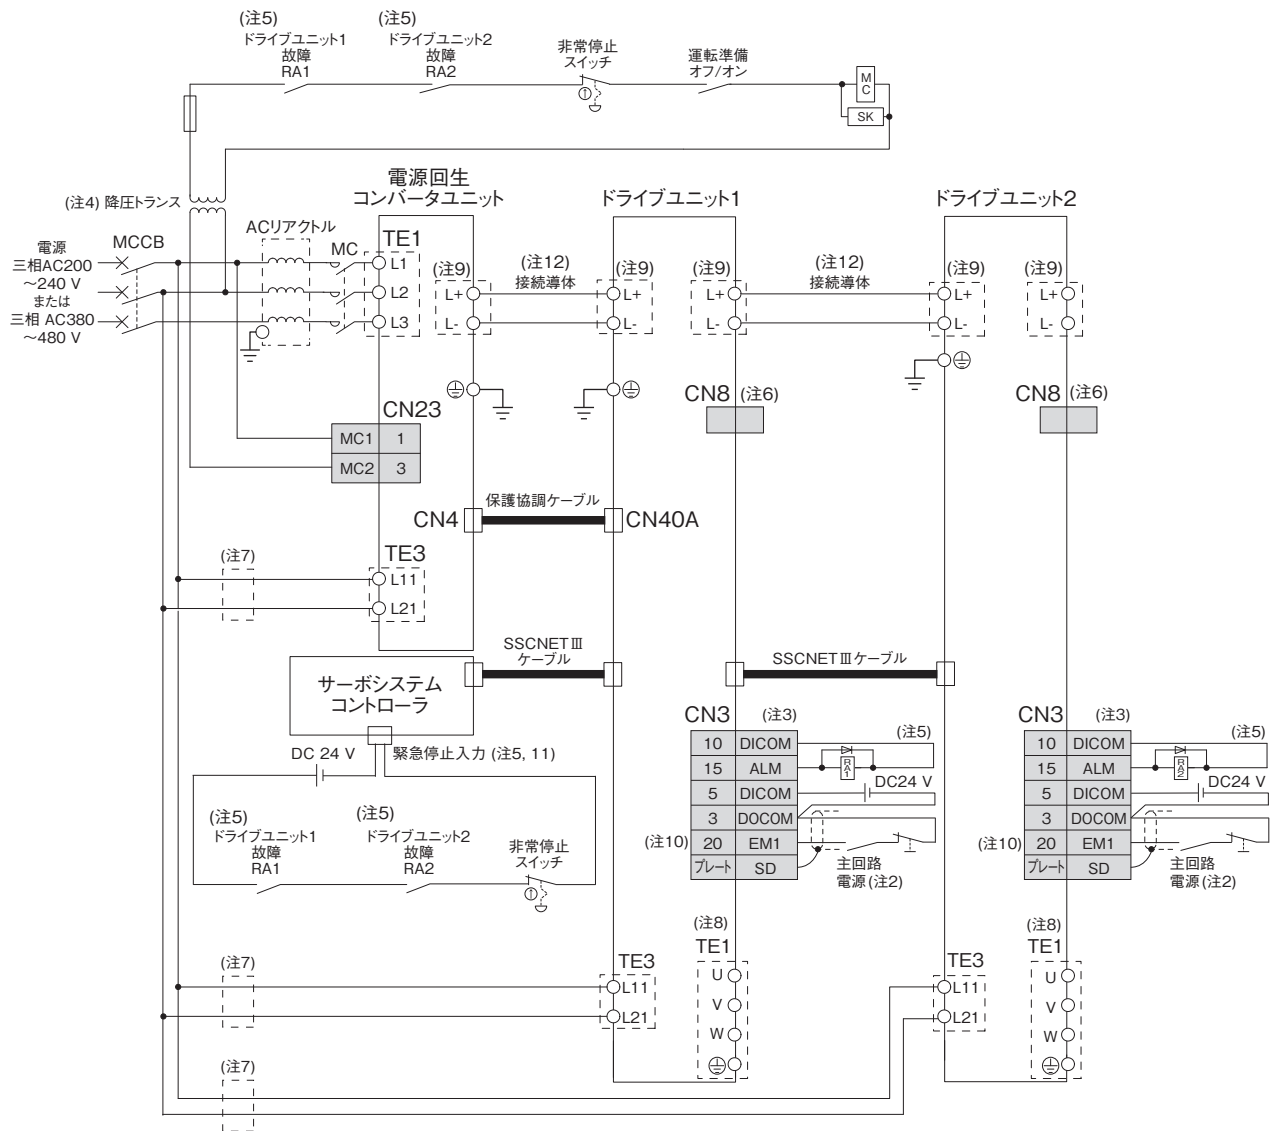 (注5)
ドライブユニット1
故障
RA1
(注5)
ドライブユニット2
故障
RA2
非常停止
スイッチ
運転準備
オフ/オン
MC
SK
(注4) 降圧トランス
電源回生
コンバータユニット
ドライブユニット1
ドライブユニット2
電源
三相AC200
～240 V
または
三相 AC380
～480 V
MCCB
ACリアクトル
MC
TE1
L1
L2
L3
(注9)
L+
L-
(注12)
接続導体
(注9)
L+
L-
(注9)
L+
L-
(注12)
接続導体
(注9)
L+
L-
(注9)
L+
L-
CN8 (注6)
CN8 (注6)
CN23
MC1 1
MC2 3
CN4
保護協調ケーブル
CN40A
(注7)
TE3
L11
L21
SSCNETⅢ
ケーブル
SSCNETⅢケーブル
サーボシステム
コントローラ
DC 24 V
緊急停止入力 (注5, 11)
(注5)
ドライブユニット1
故障
RA1
(注5)
ドライブユニット2
故障
RA2
非常停止
スイッチ
CN3 (注3)
10 DICOM
15 ALM
5 DICOM
3 DOCOM
(注10) 20 EM1
プレート SD
(注5)
RA1
DC24 V
主回路
電源(注2)
CN3 (注3)
10 DICOM
15 ALM
5 DICOM
3 DOCOM
(注10) 20 EM1
プレート SD
(注5)
RA2
DC24 V
主回路
電源(注2)
(注7)
TE3
L11
L21
(注8)
TE1
U
V
W
TE3
L11
L21
(注8)
TE1
U
V
W
(注7)